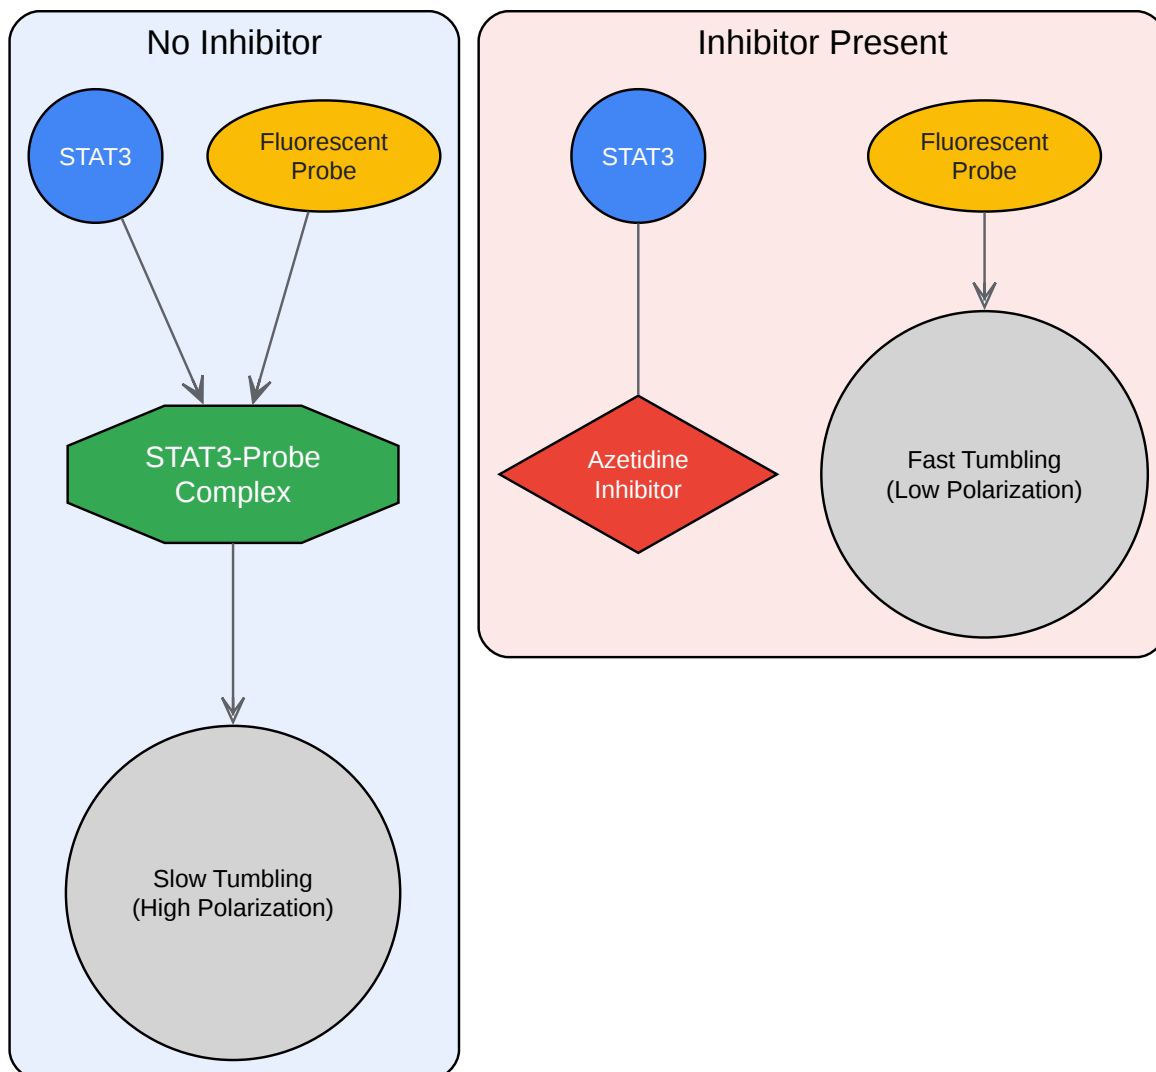 No Inhibitor
STAT3
Fluorescent
Probe
STAT3-Probe
Complex
Slow Tumbling
(High Polarization)
Inhibitor Present
STAT3
Fluorescent
Probe
Azetidine
Inhibitor
Fast Tumbling
(Low Polarization)